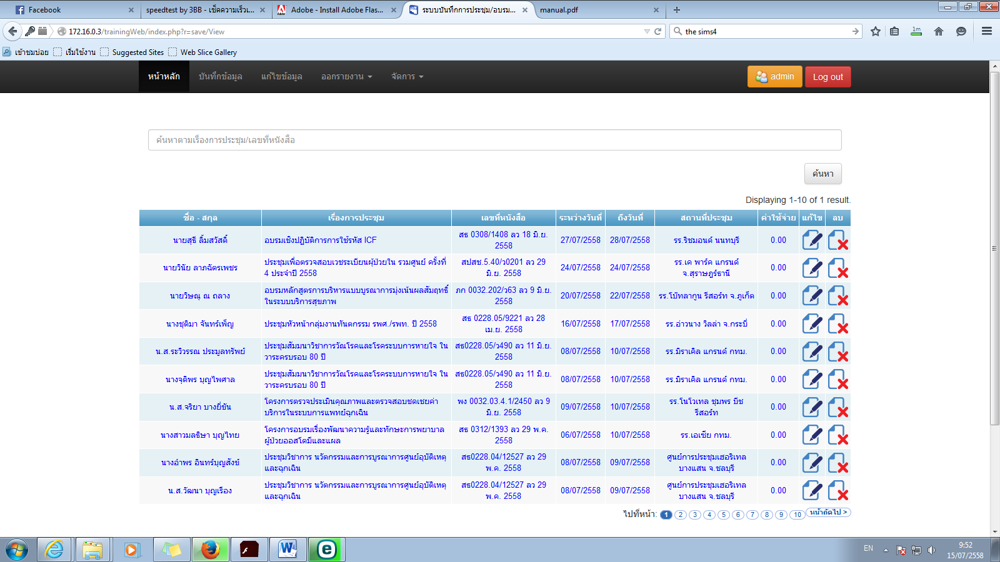 Facebook
speedtest by 3BB - เช็คความเร็วเ...
Adobe - Install Adobe Flas...
ระบบบันทึกการประชุม/อบรม...
manual.pdf
172.16.0.3/trainingWeb/index.php?r=save/View
the sims4
1m
เข้าชมบ่อย
เริ่มใช้งาน
Suggested Sites
Web Slice Gallery
หน้าหลัก
บันทึกข้อมูล
แก้ไขข้อมูล
ออกรายงาน
จัดการ
admin
Log out
ค้นหาตามเรื่องการประชุม/เลขที่หนังสือ
ค้นหา
Displaying 1-10 of 1 result.
ชื่อ - สกุล เรื่องการประชุม เลขที่หนังสือ ระหว่างวันที่ ถึงวันที่ สถานที่ประชุม ค่าใช้จ่าย แก้ไข ลบ
นายสุธี ลิ้มสวัสดิ์ อบรมเชิงปฏิบัติการการใช้รหัส ICF สธ 0308/1408 ลว 18 มิ.ย. 2558 27/07/2558 28/07/2558 รร.ริชมอนด์ นนทบุรี 0.00
นายวินัย ลาภฉัตรเพชร ประชุมเพื่อตรวจสอบเวชระเบียนผู้ป่วยใน รวมศูนย์ ครั้งที่ 4 ประจำปี 2558 สปสช.5.40/ว0201 ลว 29 มิ.ย. 2558 24/07/2558 24/07/2558 รร.เค พาร์ค แกรนด์ จ.สุราษฎร์ธานี 0.00
นายวิษณุ ณ ถลาง อบรมหลักสูตรการบริหารแบบบูรณาการมุ่งเน้นผลสัมฤทธิ์ในระบบบริการสุขภาพ ภก 0032.202/ว63 ลว 9 มิ.ย. 2558 20/07/2558 22/07/2558 รร.โบ๊ทลากูน รีสอร์ท จ.ภูเก็ต 0.00
นางชุติมา จันทร์เพ็ญ ประชุมหัวหน้ากลุ่มงานทันตกรรม รพศ./รพท. ปี 2558 สธ 0228.05/9221 ลว 28 เม.ย. 2558 16/07/2558 17/07/2558 รร.อ่าวนาง วิลล่า จ.กระบี่ 0.00
น.ส.ระวิวรรณ ประมูลทรัพย์ ประชุมสัมมนาวิชาการวัณโรคและโรคระบบการหายใจ ในวาระครบรอบ 80 ปี สธ0228.05/ว490 ลว 11 มิ.ย. 2558 08/07/2558 10/07/2558 รร.มิราเคิล แกรนด์ กทม. 0.00
นางจุติพร บุญไพศาล ประชุมสัมมนาวิชาการวัณโรคและโรคระบบการหายใจ ในวาระครบรอบ 80 ปี สธ0228.05/ว490 ลว 11 มิ.ย. 2558 08/07/2558 10/07/2558 รร.มิราเคิล แกรนด์ กทม. 0.00
น.ส.จริยา บางยี่ขัน โครงการตรวจประเมินคุณภาพและตรวจสอบชดเชยค่าบริการในระบบการแพทย์ฉุกเฉิน พง 0032.03.4.1/2450 ลว 9 มิ.ย. 2558 09/07/2558 10/07/2558 รร.โนโวเทล ชุมพร บีช รีสอร์ท 0.00
นางสาวมลธิษา บุญไทย โครงการอบรมเรื่องพัฒนาความรู้และทักษะการพยาบาลผู้ป่วยออสโตมีและแผล สธ 0312/1393 ลว 29 พ.ค. 2558 06/07/2558 10/07/2558 รร.เอเชีย กทม. 0.00
นางอำพร อินทร์บุญสังข์ ประชุมวิชาการ นวัตกรรมและการบูรณาการศูนย์อุบัติเหตุและฉุกเฉิน สธ0228.04/12527 ลว 29 พ.ค. 2558 08/07/2558 09/07/2558 ศูนย์การประชุมเฮอริเทล บางแสน จ.ชลบุรี 0.00
น.ส.วัฒนา บุญเรือง ประชุมวิชาการ นวัตกรรมและการบูรณาการศูนย์อุบัติเหตุและฉุกเฉิน สธ0228.04/12527 ลว 29 พ.ค. 2558 08/07/2558 09/07/2558 ศูนย์การประชุมเฮอริเทล บางแสน จ.ชลบุรี 0.00
ไปที่หน้า: 1 2 3 4 5 6 7 8 9 10 หน้าถัดไป >
EN
9:52
15/07/2558